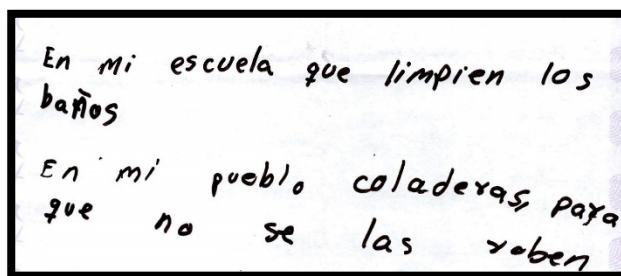 En mi escuela que limpien los
baños
En mi pueblo coladeras, para
que no se las roben